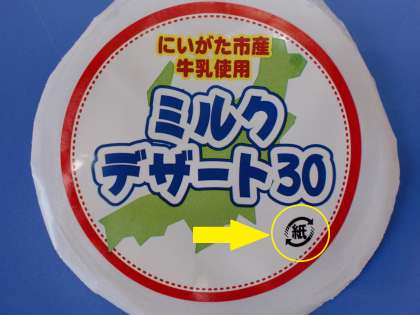 にいがた市産
牛乳使用
ミルク
デザート30
紙